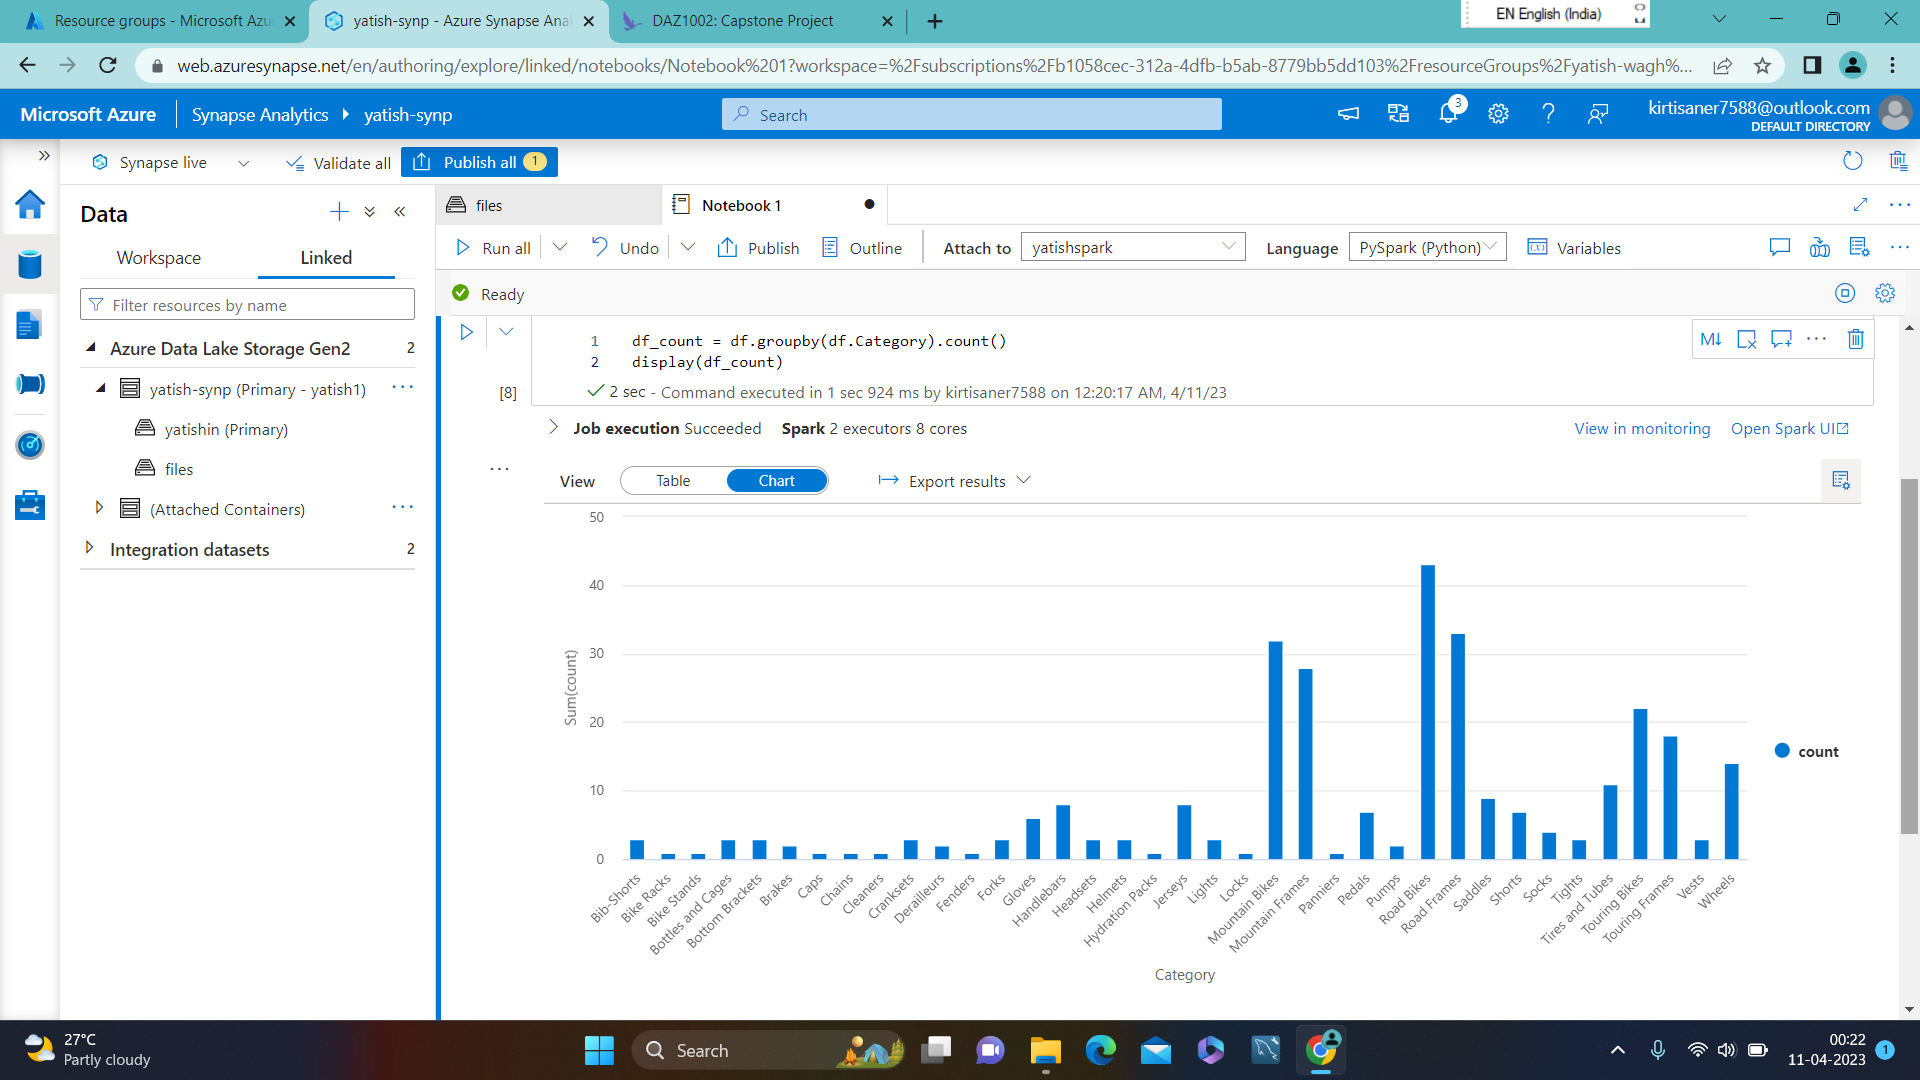 Resource groups - Microsoft Azu
yatish-synp - Azure Synapse Anal
DAZ1002: Capstone Project
EN English (India)
web.azuresynapse.net/en/authoring/explore/linked/notebooks/Notebook%201?workspace=%2Fsubscriptions%2Fb1058cec-312a-4dfb-b5ab-8779bb5dd103%2FresourceGroups%2Fyatish-wagh%...
Microsoft Azure
Synapse Analytics
yatish-synp
Search
3
kirtisaner7588@outlook.com
DEFAULT DIRECTORY
Synapse live
Validate all
Publish all 1
Data
Workspace
Linked
Filter resources by name
Azure Data Lake Storage Gen2 2
yatish-synp (Primary - yatish1)
yatishin (Primary)
files
(Attached Containers)
Integration datasets 2
files
Notebook 1
Run all
Undo
Publish
Outline
Attach to yatishspark
Language PySpark (Python)
Variables
Ready
1 df_count = df.groupby(df.Category).count()
2 display(df_count)
M↓
[8]
2 sec - Command executed in 1 sec 924 ms by kirtisaner7588 on 12:20:17 AM, 4/11/23
Job execution Succeeded Spark 2 executors 8 cores
View in monitoring
Open Spark UI
View
Table
Chart
Export results
50
40
30
20
10
0
Sum(count)
Bib-Shorts
Bike Racks
Bike Stands
Bottles and Cages
Bottom Brackets
Brakes
Caps
Chains
Cleaners
Cranksets
Derailleurs
Fenders
Forks
Gloves
Handlebars
Headsets
Helmets
Hydration Packs
Jerseys
Lights
Locks
Mountain Bikes
Mountain Frames
Panniers
Pedals
Pumps
Road Bikes
Road Frames
Saddles
Shorts
Socks
Tights
Tires and Tubes
Touring Bikes
Touring Frames
Vests
Wheels
Category
count
27°C
Partly cloudy
Search
00:22
11-04-2023
1